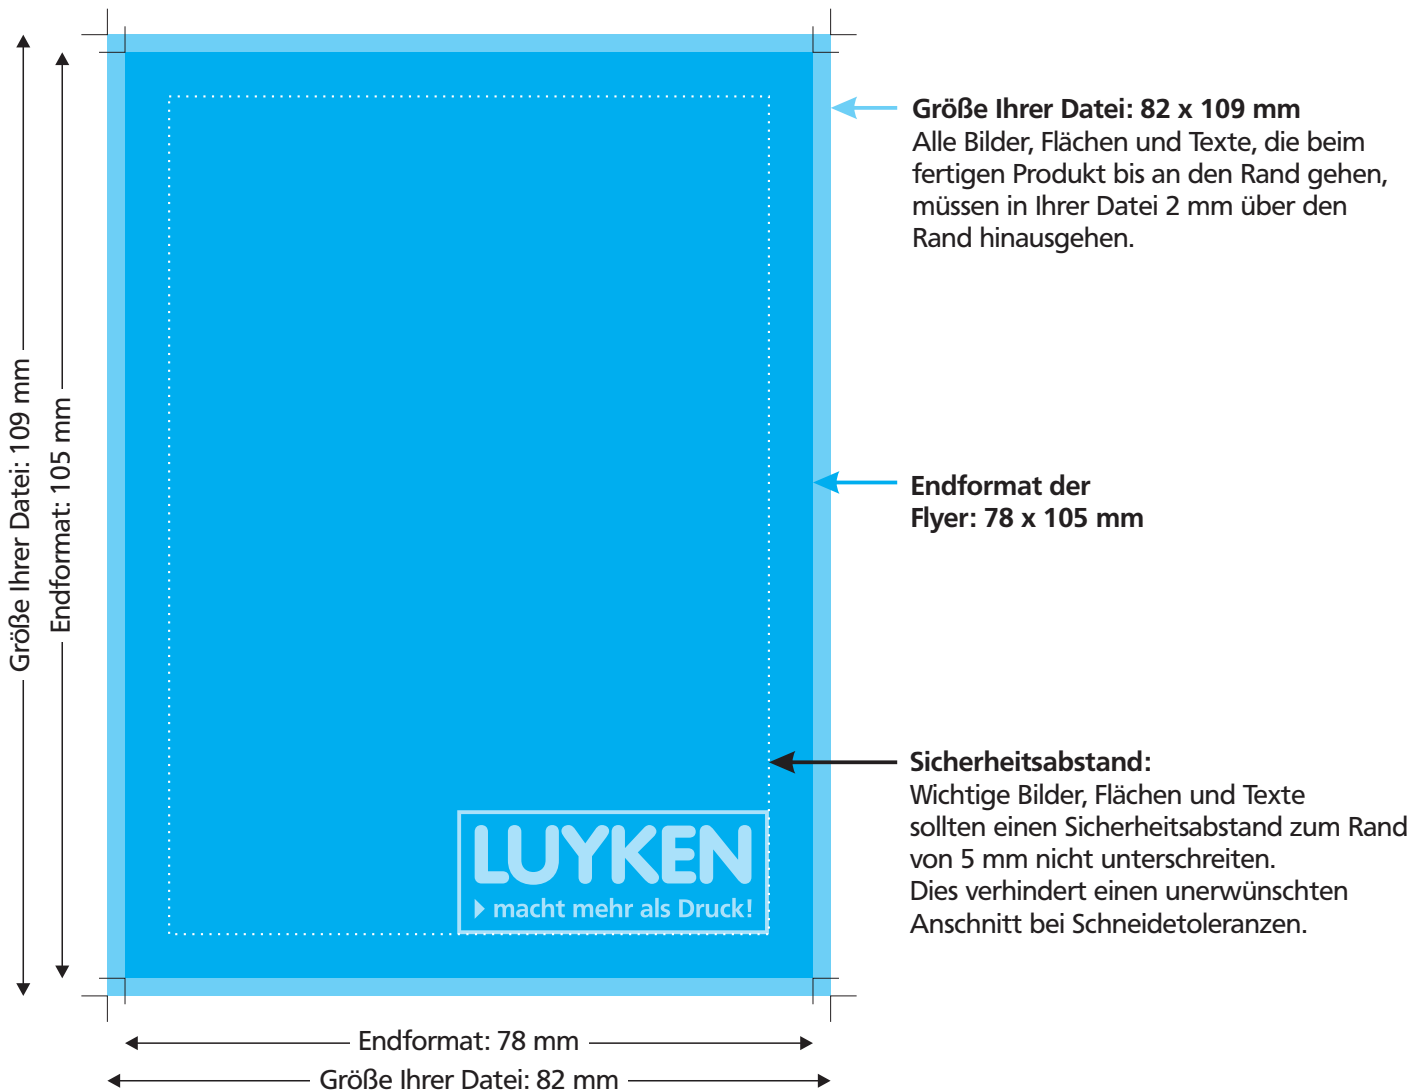 Größe Ihrer Datei: 109 mm
Endformat: 105 mm
Größe Ihrer Datei: 82 x 109 mm
Alle Bilder, Flächen und Texte, die beim
fertigen Produkt bis an den Rand gehen,
müssen in Ihrer Datei 2 mm über den
Rand hinausgehen.
Endformat der
Flyer: 78 x 105 mm
Sicherheitsabstand:
Wichtige Bilder, Flächen und Texte
sollten einen Sicherheitsabstand zum Rand
von 5 mm nicht unterschreiten.
Dies verhindert einen unerwünschten
Anschnitt bei Schneidetoleranzen.
LUYKEN
macht mehr als Druck!
Endformat: 78 mm
Größe Ihrer Datei: 82 mm